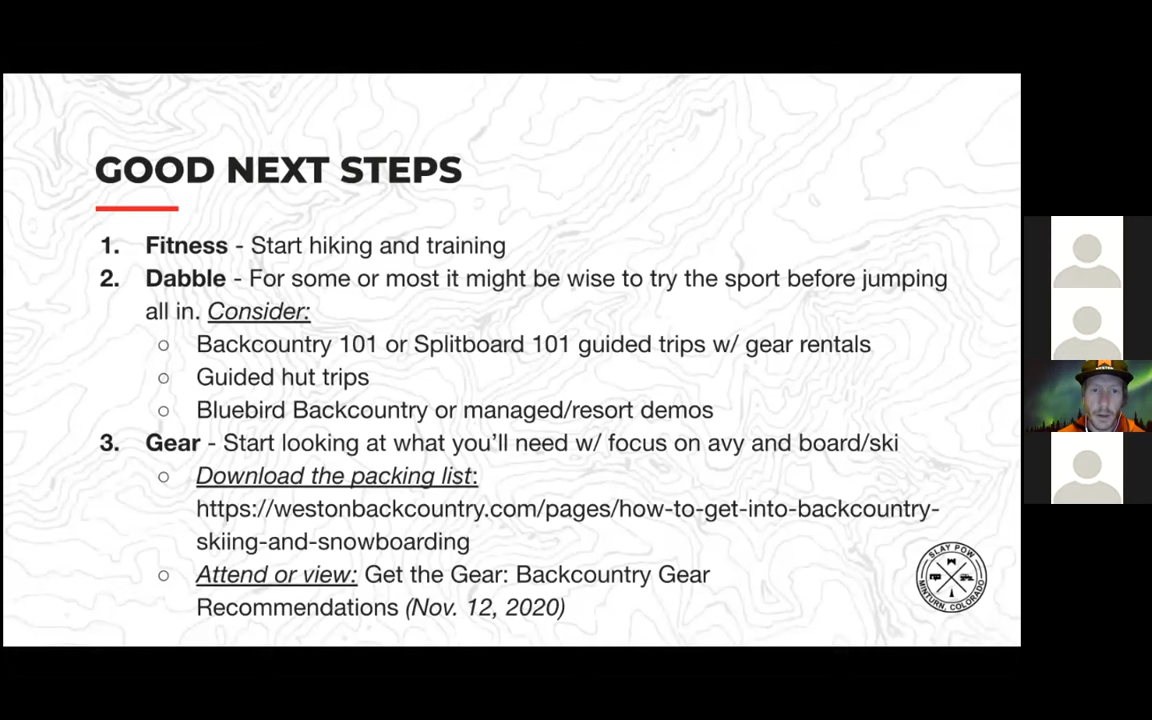 GOOD NEXT STEPS
1. Fitness - Start hiking and training
2. Dabble - For some or most it might be wise to try the sport before jumping
all in. Consider:
○ Backcountry 101 or Splitboard 101 guided trips w/ gear rentals
○ Guided hut trips
○ Bluebird Backcountry or managed/resort demos
3. Gear - Start looking at what you’ll need w/ focus on avy and board/ski
○ Download the packing list:
https://westonbackcountry.com/pages/how-to-get-into-backcountry-
skiing-and-snowboarding
○ Attend or view: Get the Gear: Backcountry Gear
Recommendations (Nov. 12, 2020)
SLAY POW
MINTURN, COLORADO